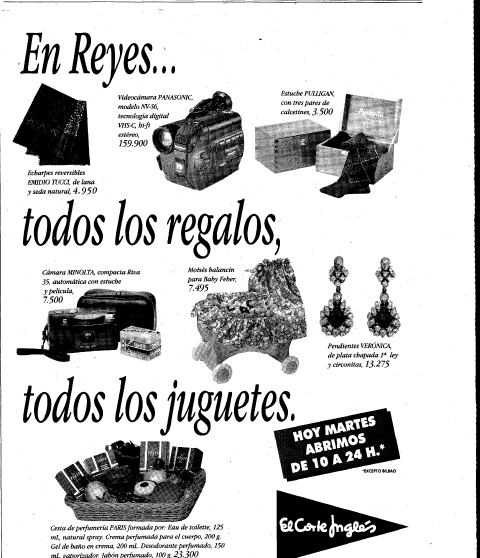 En Reyes...
Videocámara PANASONIC,
modelo NV-S6,
tecnología digital
VHS-C, hi-fi
estéreo,
159.900
Estuche PULLIGAN,
con tres pares de
calcetines, 3.500
Echarpes reversibles
EMIDIO TUCCI, de lana
y seda natural, 4.950
todos los regalos,
Cámara MINOLTA, compacta Riva
35, automática con estuche
y película,
7.500
Moisés balancín
para Baby Feber,
7.495
Pendientes VERÓNICA,
de plata chapada 1ª ley
y circonitas, 13.275
todos los juguetes.
HOY MARTES
ABRIMOS
DE 10 A 24 H.*
*EXCEPTO BILBAO
El Corte Inglés
Cesta de perfumería PARIS formada por: Eau de toilette, 125
mL, natural spray. Crema perfumada para el cuerpo, 200 g.
Gel de baño en crema, 200 mL. Desodorante perfumado, 150
mL, vaporizador. Jabón perfumado, 100 g. 23.300